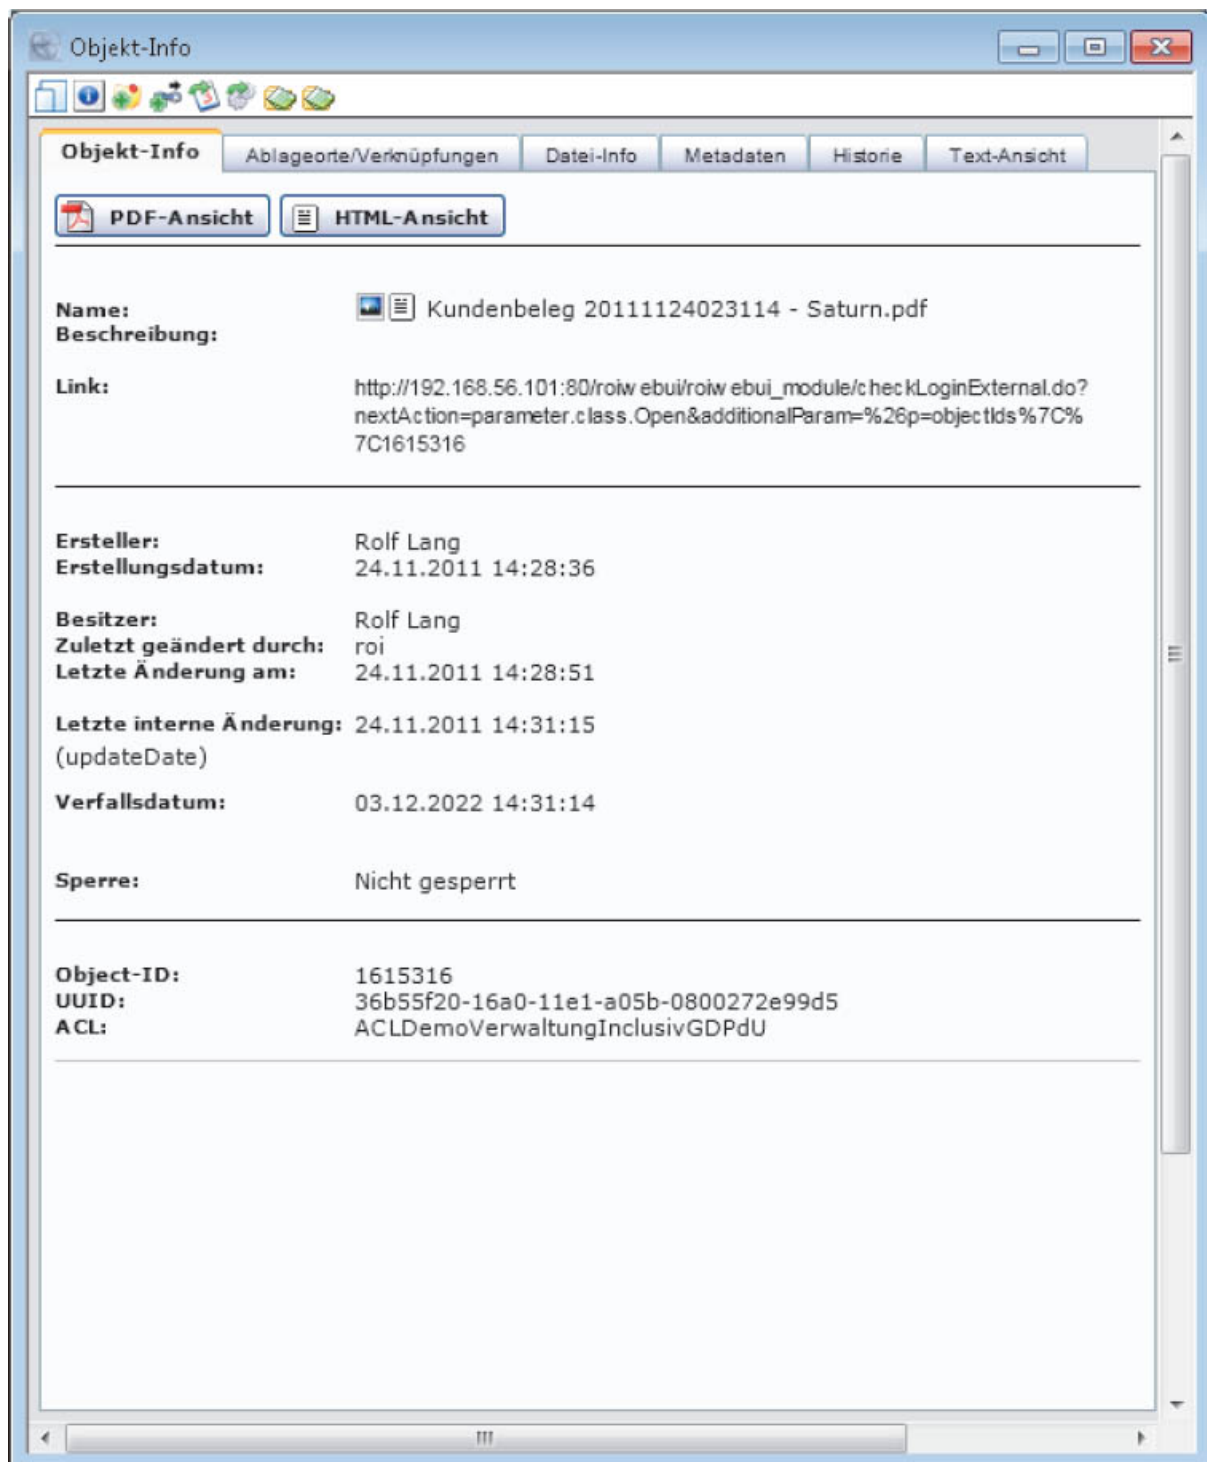 Objekt-Info
Objekt-Info Ablageorte/Verknüpfungen Datei-Info Metadaten Historie Text-Ansicht
PDF-Ansicht HTML-Ansicht
Name: Kundenbeleg 20111124023114 - Saturn.pdf
Beschreibung:
Link: http://192.168.56.101:80/roiwebui/roiwebui_module/checkLoginExternal.do?
nextAction=parameter.class.Open&additionalParam=%26p=objectIds%7C%
7C1615316
Ersteller: Rolf Lang
Erstellungsdatum: 24.11.2011 14:28:36
Besitzer: Rolf Lang
Zuletzt geändert durch: roi
Letzte Änderung am: 24.11.2011 14:28:51
Letzte interne Änderung: 24.11.2011 14:31:15
(updateDate)
Verfallsdatum: 03.12.2022 14:31:14
Sperre: Nicht gesperrt
Object-ID: 1615316
UUID: 36b55f20-16a0-11e1-a05b-0800272e99d5
ACL: ACLDemoVerwaltungInclusivGDPdU